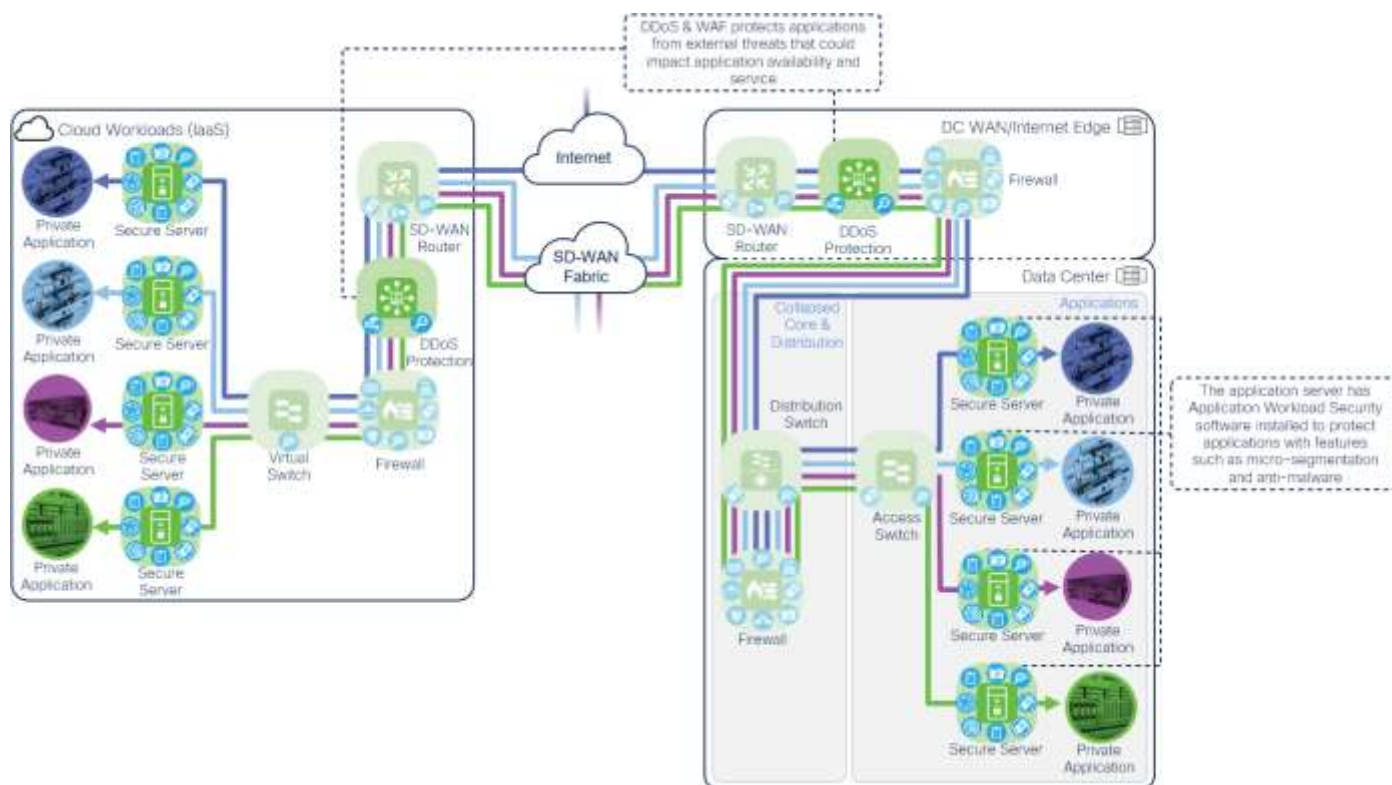 DDoS & WAF protects applications
from external threats that could
impact application availability and
service
Cloud Workloads (IaaS)
Private
Application
Secure Server
Private
Application
Secure Server
Private
Application
Secure
Server
Private
Application
Secure
Server
Virtual
Switch
Firewall
DDoS
Protection
SD-WAN
Router
Internet
SD-WAN
Fabric
DC WAN/Internet Edge
SD-WAN
Router
DDoS
Protection
Firewall
Data Center
Collapsed
Core &
Distribution
Distribution
Switch
Firewall
Access
Switch
Applications
Secure Server
Private
Application
Secure Server
Private
Application
Secure Server
Private
Application
Secure Server
Private
Application
The application server has
Application Workload Security
software installed to protect
applications with features
such as micro-segmentation
and anti-malware